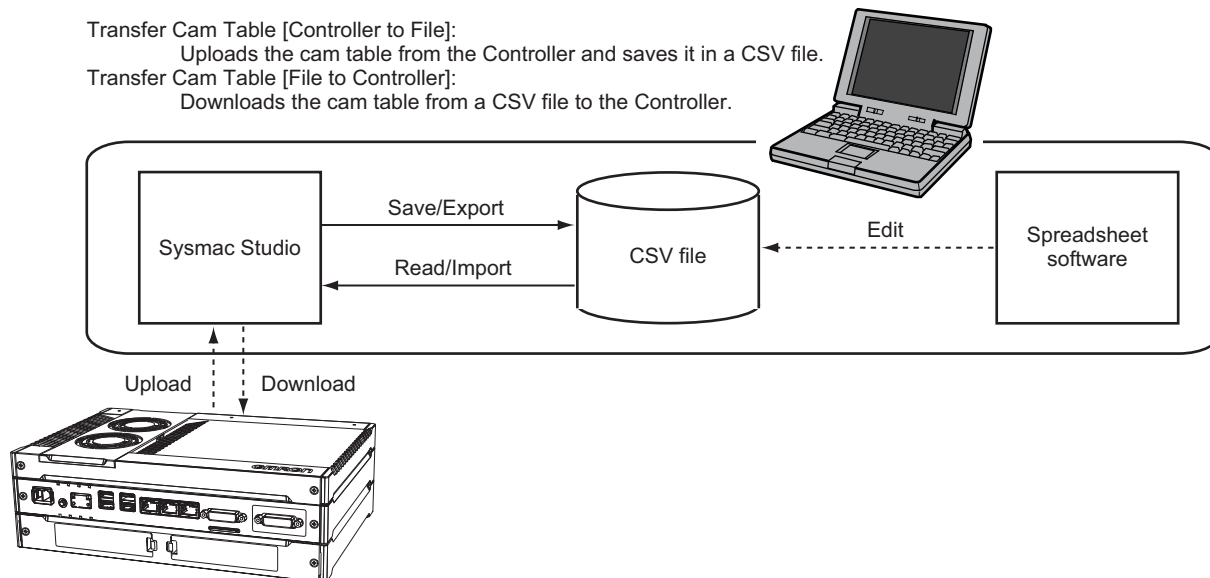 Transfer Cam Table [Controller to File]:
Uploads the cam table from the Controller and saves it in a CSV file.
Transfer Cam Table [File to Controller]:
Downloads the cam table from a CSV file to the Controller.
Sysmac Studio
Save/Export
Read/Import
CSV file
Edit
Spreadsheet
software
Upload
Download
OMRON